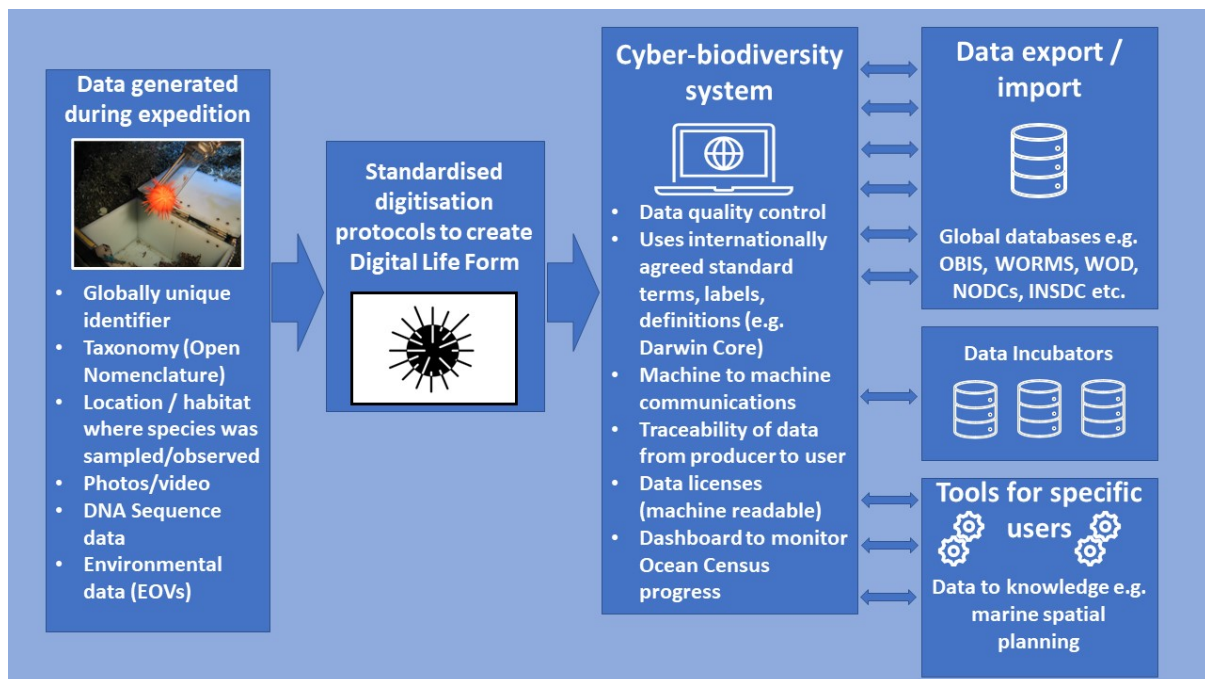 Data generated
during expedition
• Globally unique
identifier
• Taxonomy (Open
Nomenclature)
• Location / habitat
where species was
sampled/observed
• Photos/video
• DNA Sequence
data
• Environmental
data (EOVs)
Standardised
digitisation
protocols to create
Digital Life Form
Cyber-biodiversity
system
• Data quality control
• Uses internationally
agreed standard
terms, labels,
definitions (e.g.
Darwin Core)
• Machine to machine
communications
• Traceability of data
from producer to user
• Data licenses
(machine readable)
• Dashboard to monitor
Ocean Census
progress
Data export /
import
Global databases e.g.
OBIS, WORMS, WOD,
NODCs, INSDC etc.
Data Incubators
Tools for specific
users
Data to knowledge e.g.
marine spatial
planning